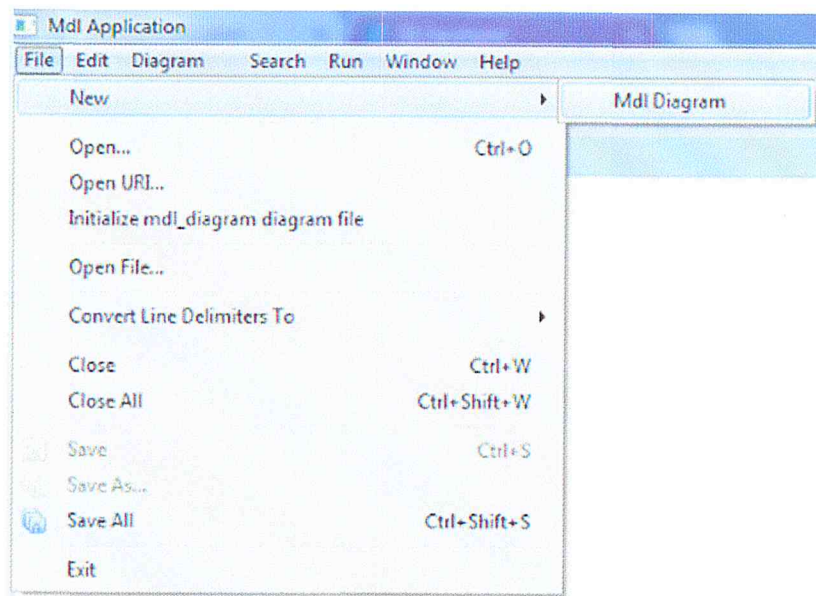 Mdl Application
File Edit Diagram Search Run Window Help
New Mdl Diagram
Open... Ctrl+O
Open URI...
Initialize mdl_diagram diagram file
Open File...
Convert Line Delimiters To
Close Ctrl+W
Close All Ctrl+Shift+W
Save Ctrl+S
Save As...
Save All Ctrl+Shift+S
Exit